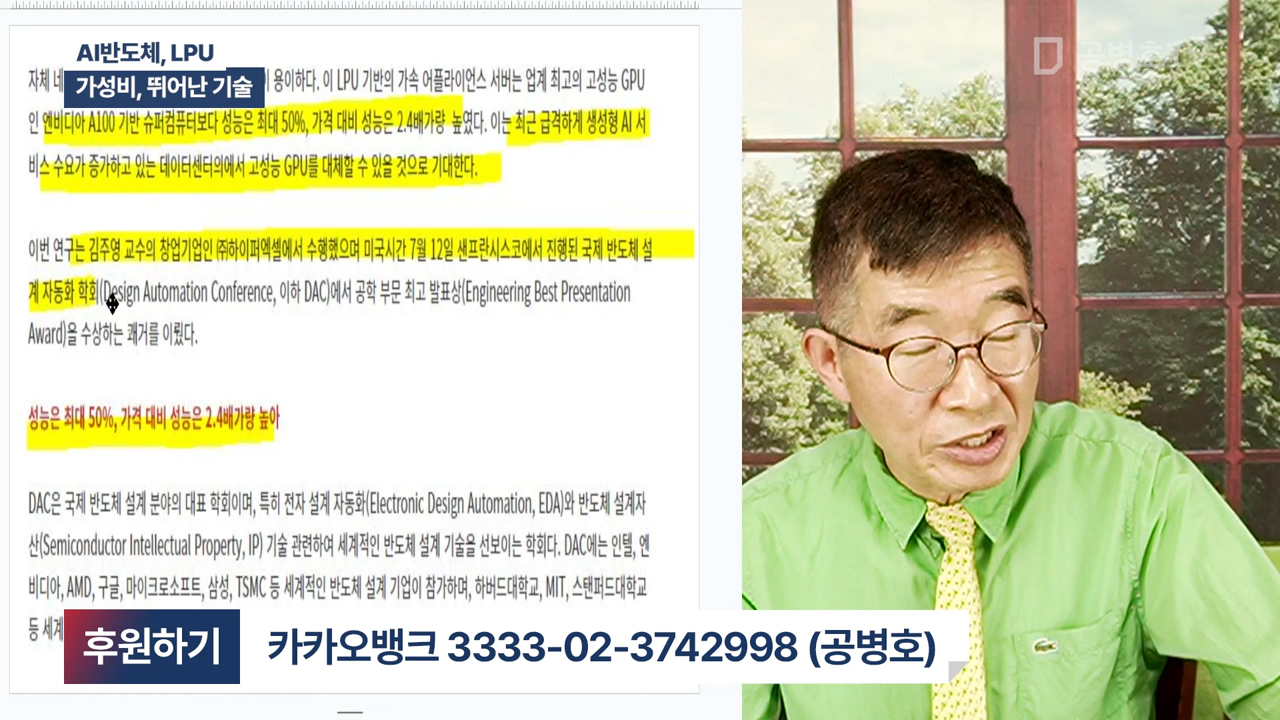 AI반도체, LPU
가성비, 뛰어난 기술
자체 네
용이하다. 이 LPU 기반의 가속 어플라이언스 서버는 업계 최고의 고성능 GPU
인 엔비디아 A100 기반 슈퍼컴퓨터보다 성능은 최대 50%, 가격 대비 성능은 2.4배가량 높였다. 이는 최근 급격하게 생성형 AI 서
비스 수요가 증가하고 있는 데이터센터의에서 고성능 GPU를 대체할 수 있을 것으로 기대한다.
이번 연구는 김주영 교수의 창업기업인 ㈜하이퍼엑셀에서 수행했으며 미국시간 7월 12일 샌프란시스코에서 진행된 국제 반도체 설
계 자동화 학회(Design Automation Conference, 이하 DAC)에서 공학 부문 최고 발표상(Engineering Best Presentation
Award)을 수상하는 쾌거를 이뤘다.
성능은 최대 50%, 가격 대비 성능은 2.4배가량 높아
DAC은 국제 반도체 설계 분야의 대표 학회이며, 특히 전자 설계 자동화(Electronic Design Automation, EDA)와 반도체 설계자
산(Semiconductor Intellectual Property, IP) 기술 관련하여 세계적인 반도체 설계 기술을 선보이는 학회다. DAC에는 인텔, 엔
비디아, AMD, 구글, 마이크로소프트, 삼성, TSMC 등 세계적인 반도체 설계 기업이 참가하며, 하버드대학교, MIT, 스탠퍼드대학교
등 세계
후원하기
카카오뱅크 3333-02-3742998 (공병호)